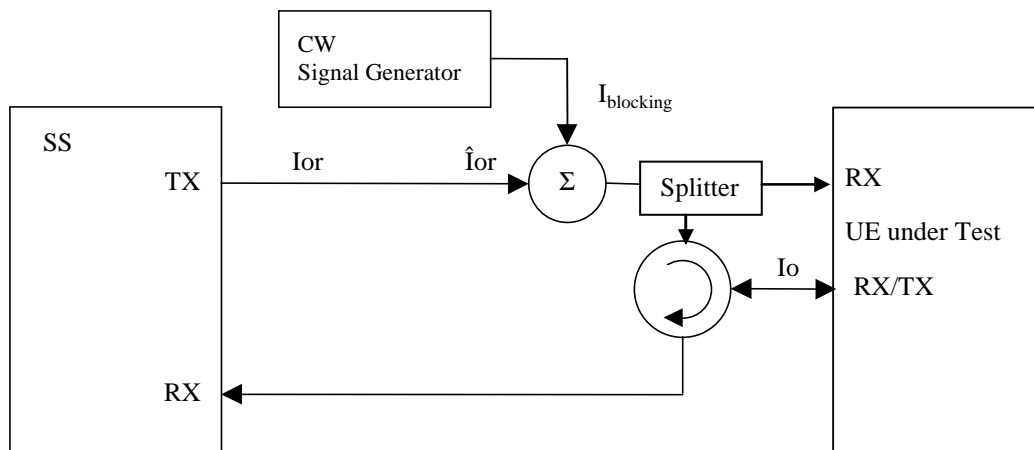 CW
Signal Generator
I_blocking
SS
TX
Ior
Îor
Σ
Splitter
RX
UE under Test
Io
RX/TX
RX